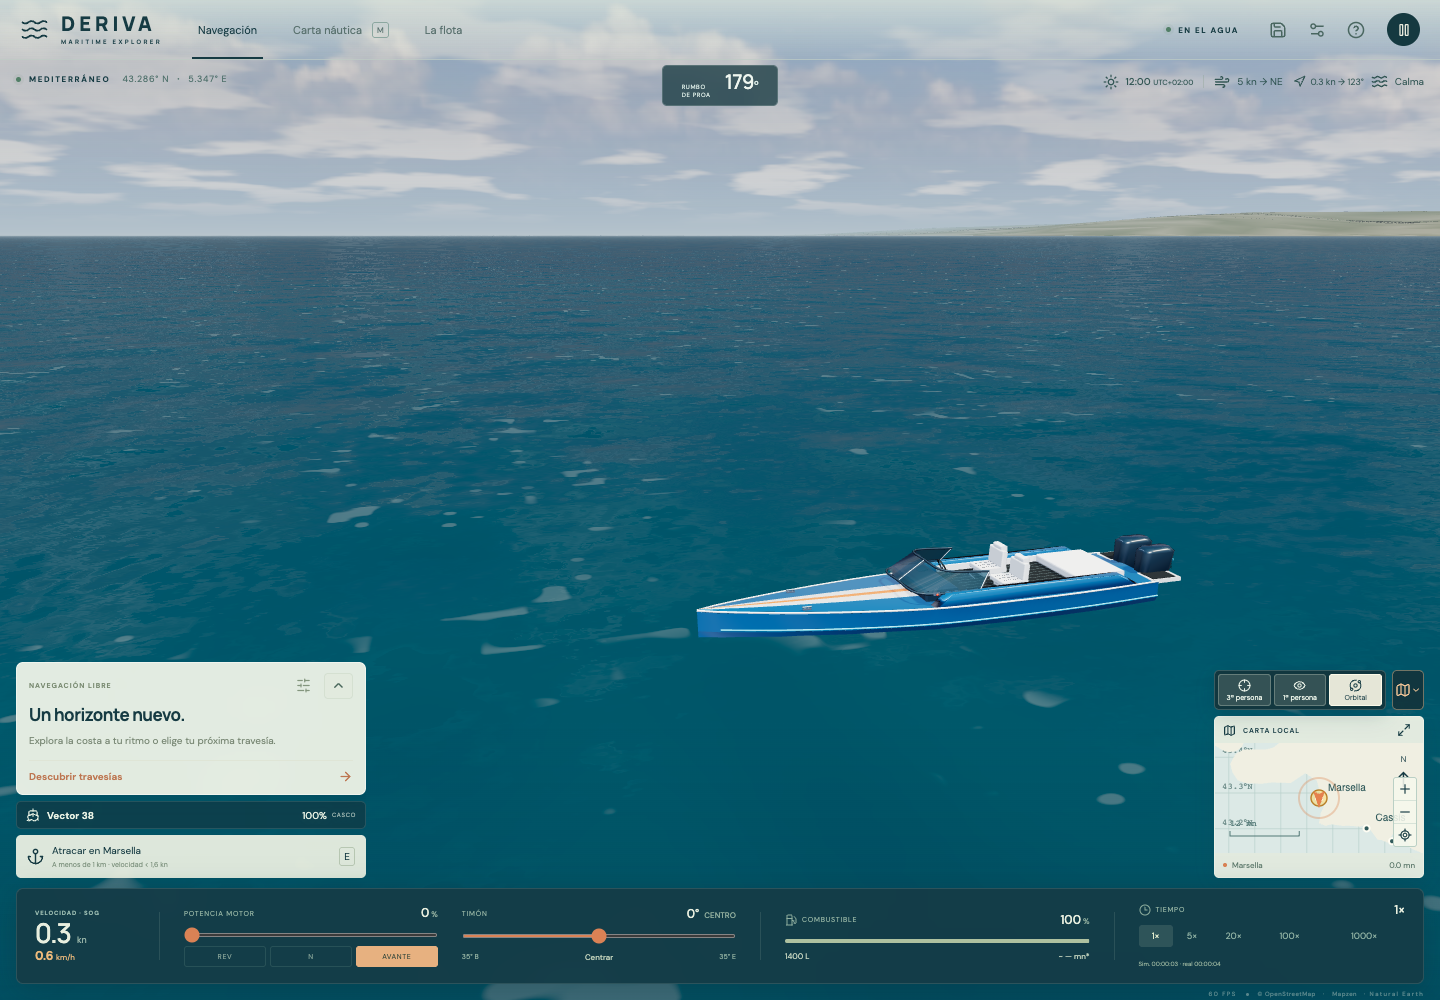 DERIVA
MARITIME EXPLORER
Navegación
Carta náutica M
La flota
EN EL AGUA
MEDITERRÁNEO 43.286° N · 5.347° E
RUMBO
DE PROA
179°
12:00 UTC+02:00
5 kn → NE
0.3 kn → 123°
Calma
NAVEGACIÓN LIBRE
Un horizonte nuevo.
Explora la costa a tu ritmo o elige tu próxima travesía.
Descubrir travesías
Vector 38 100% CASCO
Atracar en Marsella E
A menos de 1 km · velocidad < 1,6 kn
3ª persona
1ª persona
Orbital
CARTA LOCAL
N
43.3°N
Marsella
Marsella 0.0 mn
VELOCIDAD · SOG
0.3 kn
0.6 km/h
POTENCIA MOTOR 0 %
REV N AVANTE
TIMÓN 0° CENTRO
35° B Centrar 35° E
COMBUSTIBLE 100 %
1400 L - — mn*
TIEMPO 1×
1× 5× 20× 100× 1000×
Sim. 00:00:03 · real 00:00:04
60 FPS © OpenStreetMap · Mapzen · Natural Earth